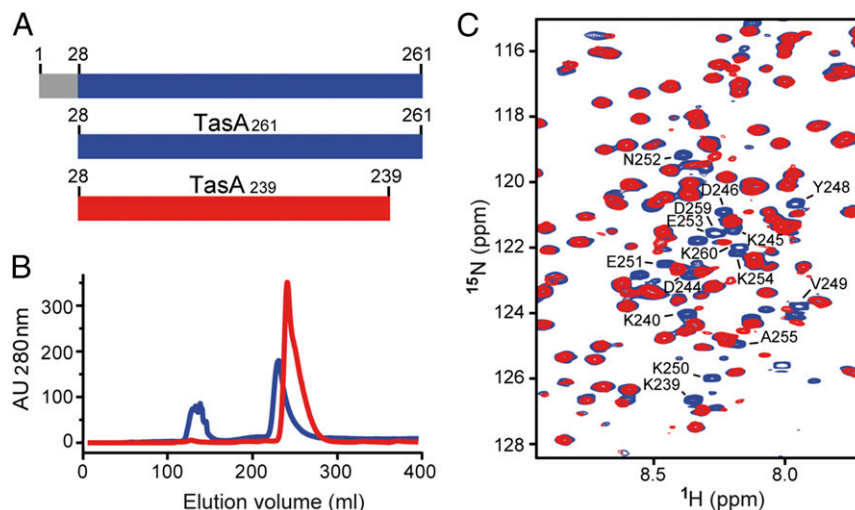 A
1 28 261
TasA261
28 261
TasA239
28 239
B
AU 280nm
300
200
100
0
0 100 200 300 400
Elution volume (ml)
C
15N (ppm)
116
118
120
122
124
126
128
N252
D246
D259
E253
Y248
K245
K260
E251
K254
D244
V249
K240
A255
K250
K239
8.5 8.0
1H (ppm)